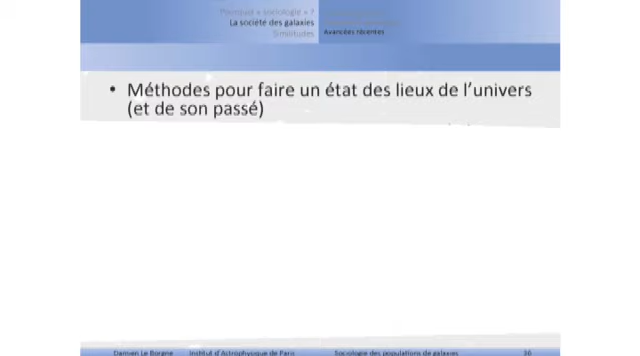 Pourquoi « sociologie » ?
La société des galaxies
Similitudes
Avancées récentes
• Méthodes pour faire un état des lieux de l'univers
(et de son passé)
Damien Le Borgne Institut d'Astrophysique de Paris Sociologie des populations de galaxies 30